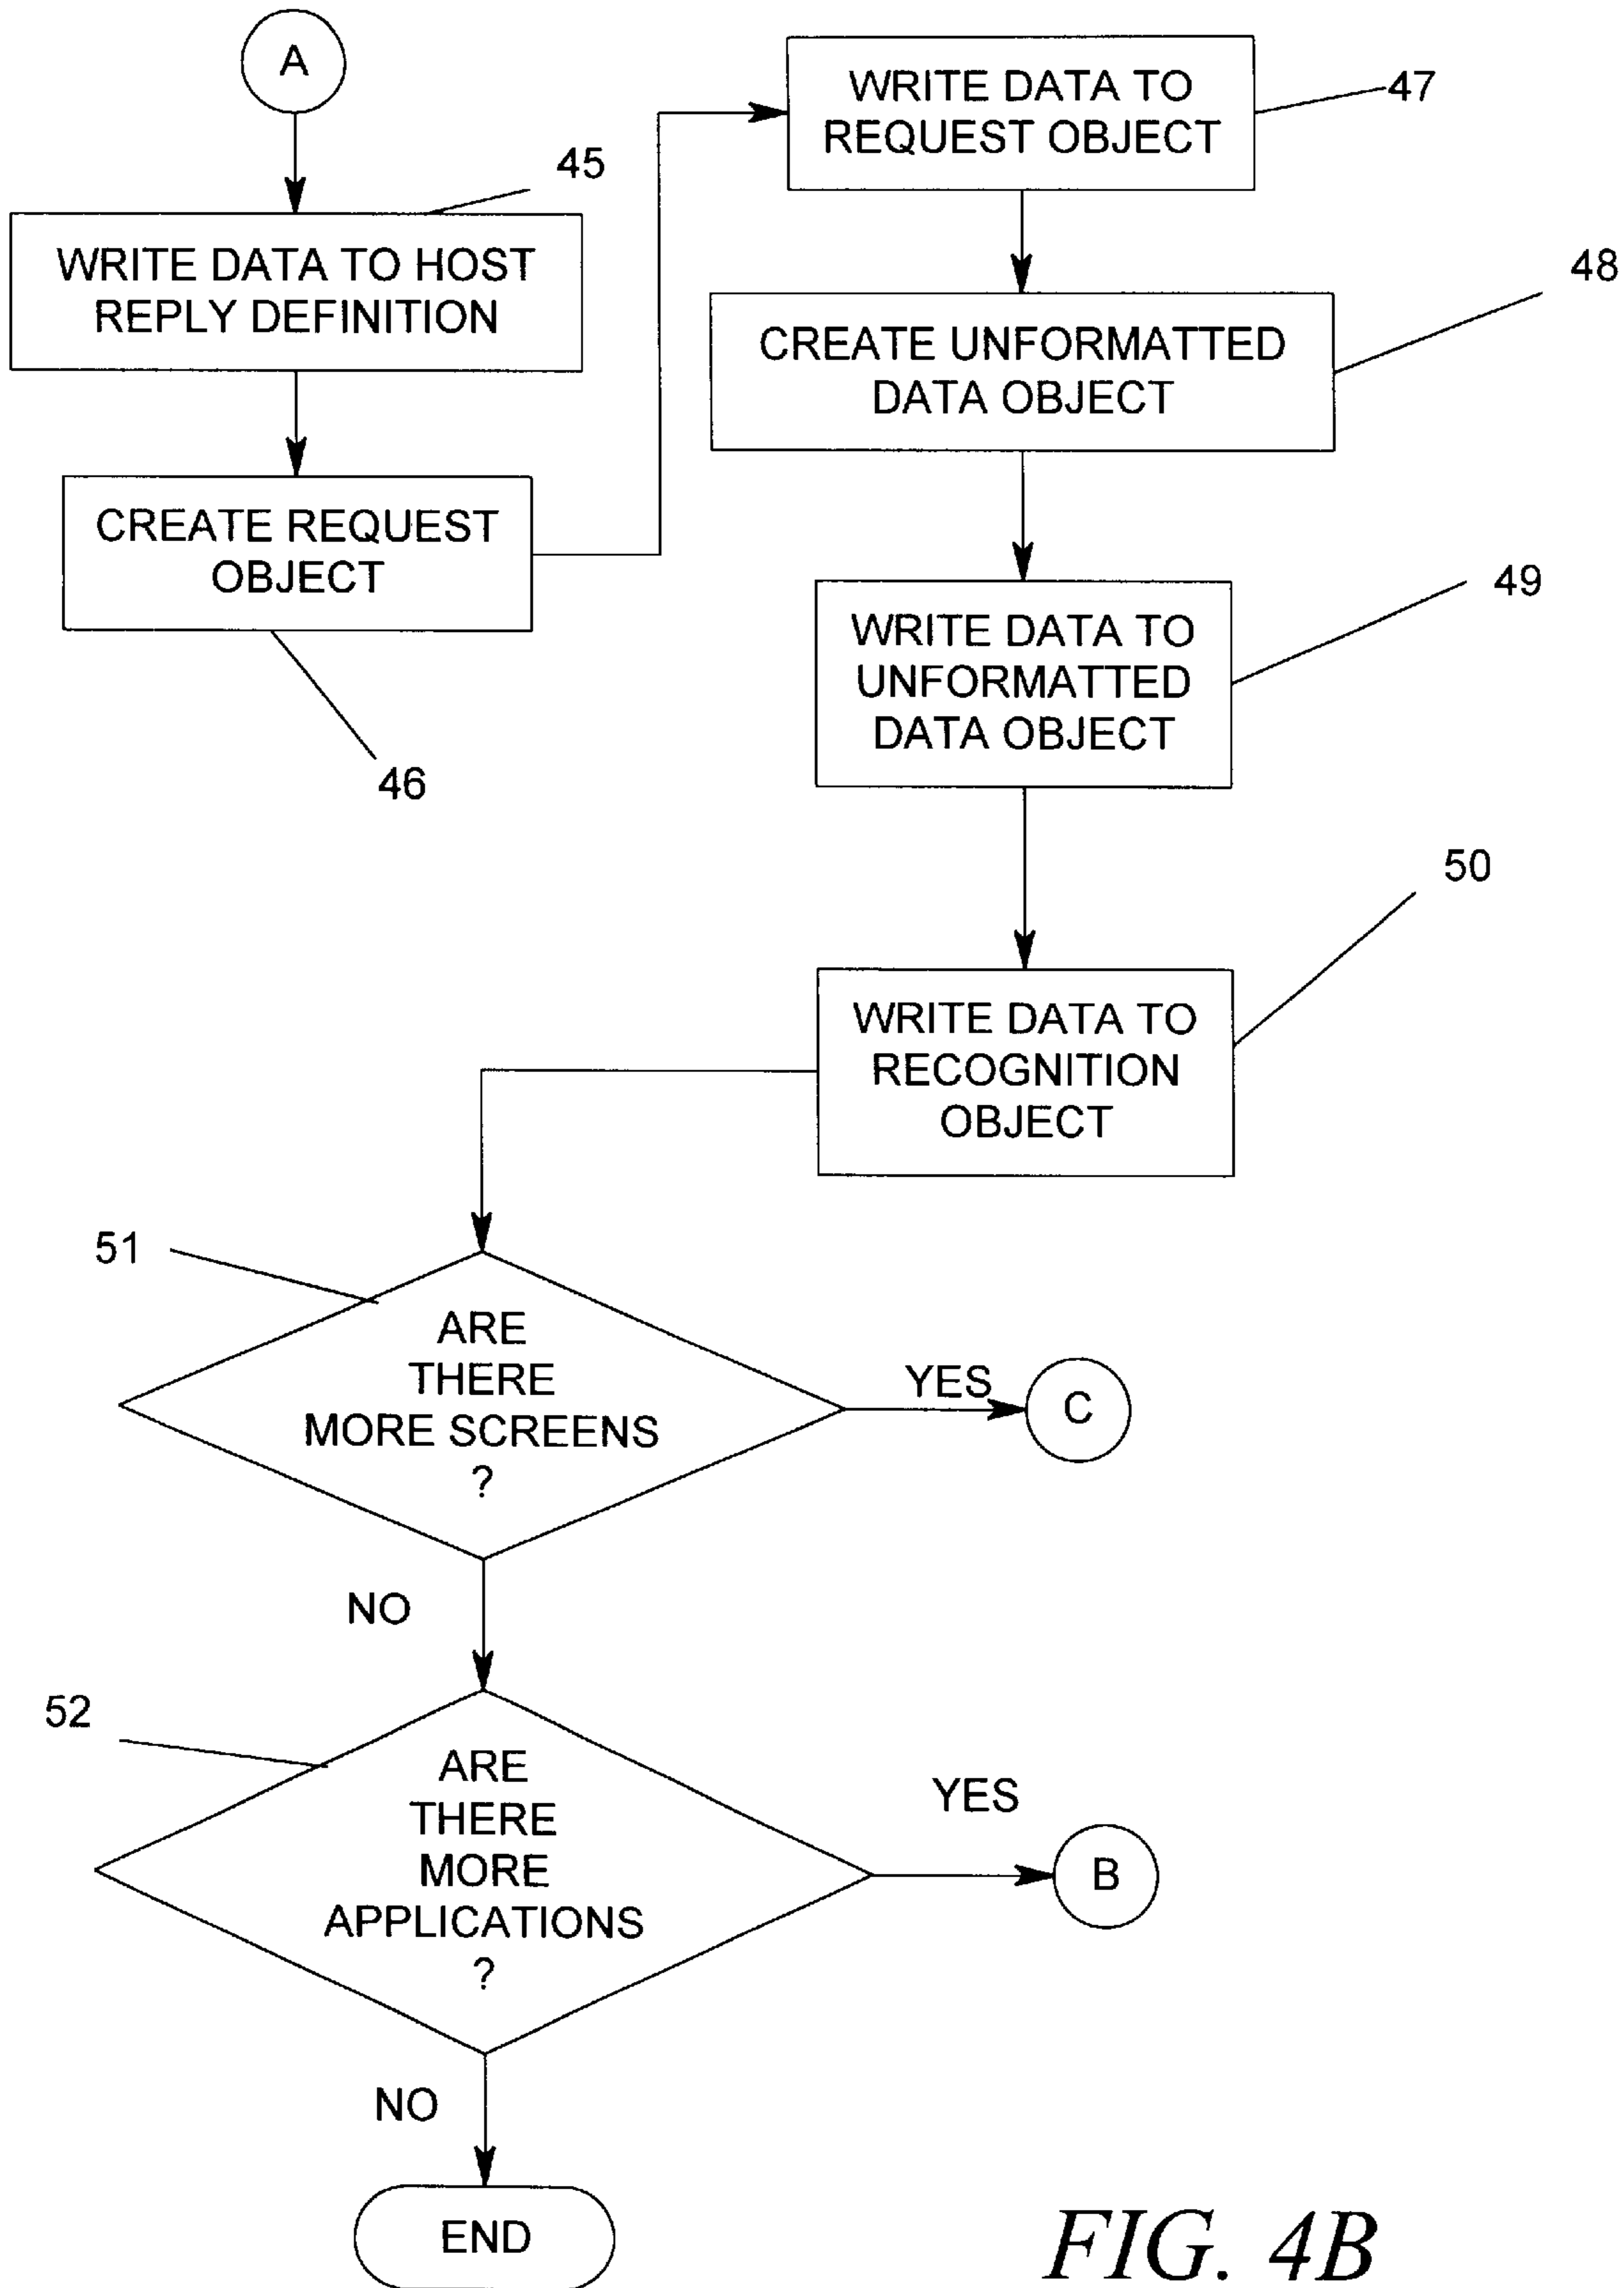 A
45
WRITE DATA TO HOST
REPLY DEFINITION
CREATE REQUEST
OBJECT
46
WRITE DATA TO
REQUEST OBJECT
47
CREATE UNFORMATTED
DATA OBJECT
48
WRITE DATA TO
UNFORMATTED
DATA OBJECT
49
WRITE DATA TO
RECOGNITION
OBJECT
50
51
ARE
THERE
MORE SCREENS
?
YES
C
NO
52
ARE
THERE
MORE
APPLICATIONS
?
YES
B
NO
END
FIG. 4B